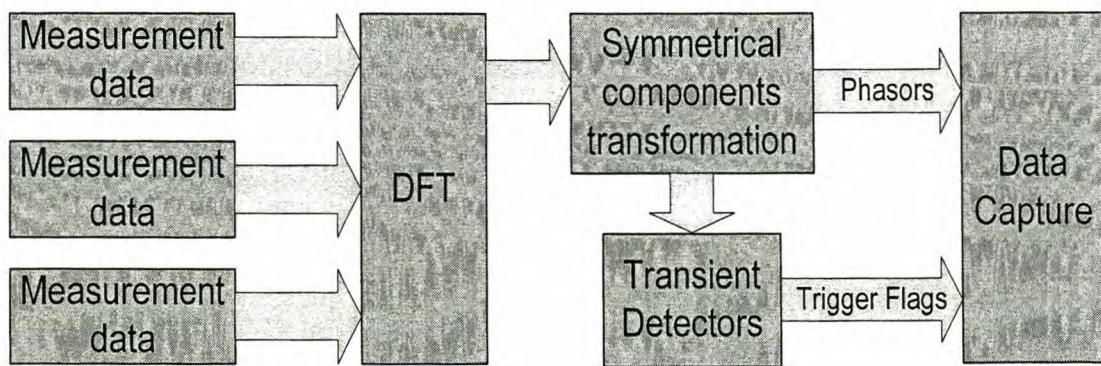 Measurement
data
Measurement
data
Measurement
data
DFT
Symmetrical
components
transformation
Phasors
Transient
Detectors
Trigger Flags
Data
Capture